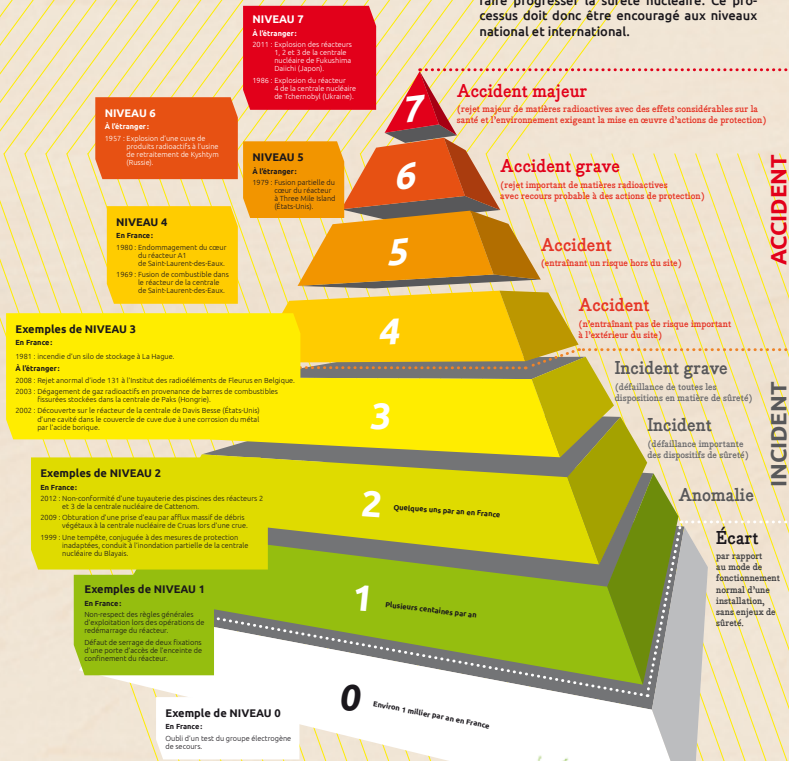 faire progresser la sûreté nucléaire. Ce pro-
cessus doit donc être encouragé aux niveaux
national et international.
NIVEAU 7
À l'étranger :
2011 : Explosion des réacteurs
1, 2 et 3 de la centrale
nucléaire de Fukushima
Daiichi (Japon).
1986 : Explosion du réacteur
4 de la centrale nucléaire
de Tchernobyl (Ukraine).
NIVEAU 6
À l'étranger :
1957 : Explosion d'une cuve de
produits radioactifs à l'usine
de retraitement de Kyshtym
(Russie).
NIVEAU 5
À l'étranger :
1979 : Fusion partielle du
cœur du réacteur
à Three Mile Island
(États-Unis).
NIVEAU 4
En France :
1980 : Endommagement du cœur
du réacteur A1
de Saint-Laurent-des-Eaux.
1969 : Fusion de combustible dans
le réacteur de la centrale
de Saint-Laurent-des-Eaux.
Exemples de NIVEAU 3
En France :
1981 : incendie d'un silo de stockage à La Hague.
À l'étranger :
2008 : Rejet anormal d'iode 131 à l'Institut des radioéléments de Fleurus en Belgique.
2003 : Dégagement de gaz radioactifs en provenance de barres de combustibles
fissurées stockées dans la centrale de Paks (Hongrie).
2002 : Découverte sur le réacteur de la centrale de Davis Besse (États-Unis)
d'une cavité dans le couvercle de cuve due à une corrosion du métal
par l'acide borique.
Exemples de NIVEAU 2
En France :
2012 : Non-conformité d'une tuyauterie des piscines des réacteurs 2
et 3 de la centrale nucléaire de Cattenom.
2009 : Obturation d'une prise d'eau par afflux massif de débris
végétaux à la centrale nucléaire de Cruas lors d'une crue.
1999 : Une tempête, conjuguée à des mesures de protection
inadaptées, conduit à l'inondation partielle de la centrale
nucléaire du Blayais.
Exemples de NIVEAU 1
En France :
Non-respect des règles générales
d'exploitation lors des opérations de
redémarrage du réacteur.
Défaut de serrage de deux fixations
d'une porte d'accès de l'enceinte de
confinement du réacteur.
Exemple de NIVEAU 0
En France :
Oubli d'un test du groupe électrogène
de secours.
7
6
5
4
3
2 Quelques uns par an en France
1 Plusieurs centaines par an
0 Environ 1 millier par an en France
Accident majeur
(rejet majeur de matières radioactives avec des effets considérables sur la
santé et l'environnement exigeant la mise en œuvre d'actions de protection)
Accident grave
(rejet important de matières radioactives
avec recours probable à des actions de protection)
Accident
(entraînant un risque hors du site)
Accident
(n'entraînant pas de risque important
à l'extérieur du site)
Incident grave
(défaillance de toutes les
dispositions en matière de sûreté)
Incident
(défaillance importante
des dispositifs de sûreté)
Anomalie
Écart
par rapport
au mode de
fonctionnement
normal d'une
installation,
sans enjeux de
sûreté.
ACCIDENT
INCIDENT